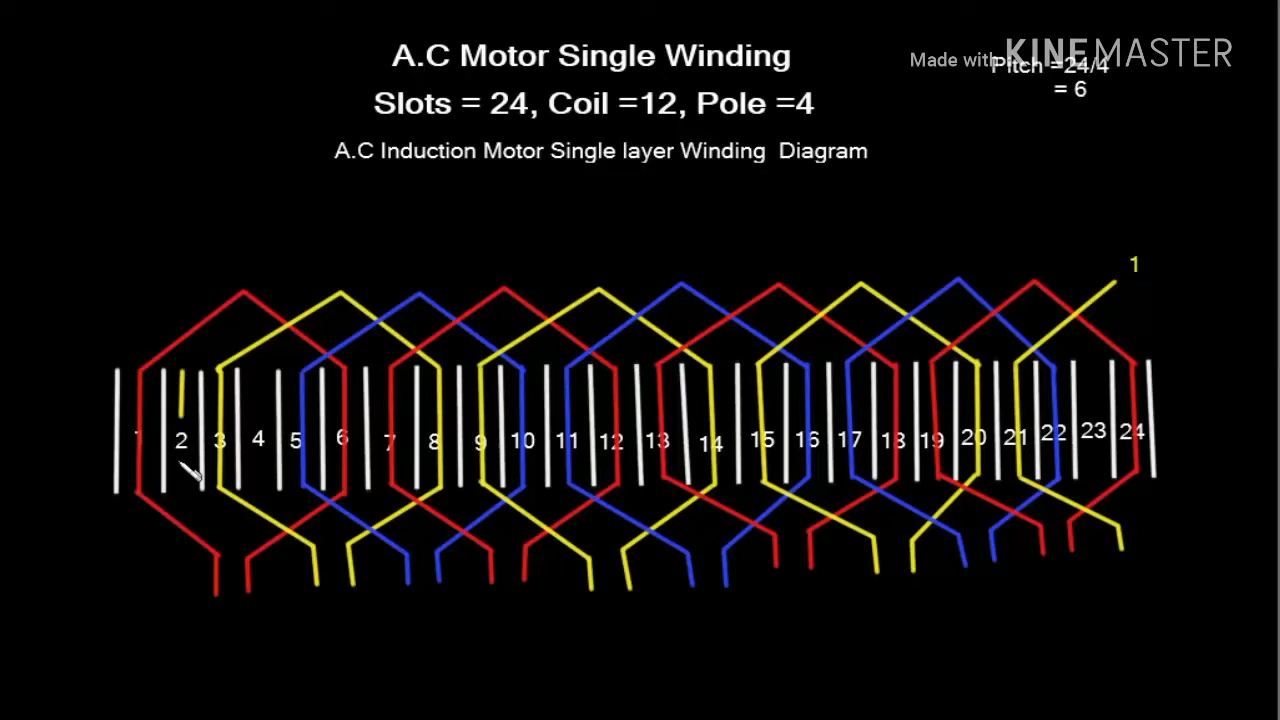 A.C Motor Single Winding
Made with KINEMASTER
Pitch =24/4
= 6
Slots = 24, Coil =12, Pole =4
A.C Induction Motor Single layer Winding Diagram
1
1 2 3 4 5 6 7 8 9 10 11 12 13 14 15 16 17 18 19 20 21 22 23 24